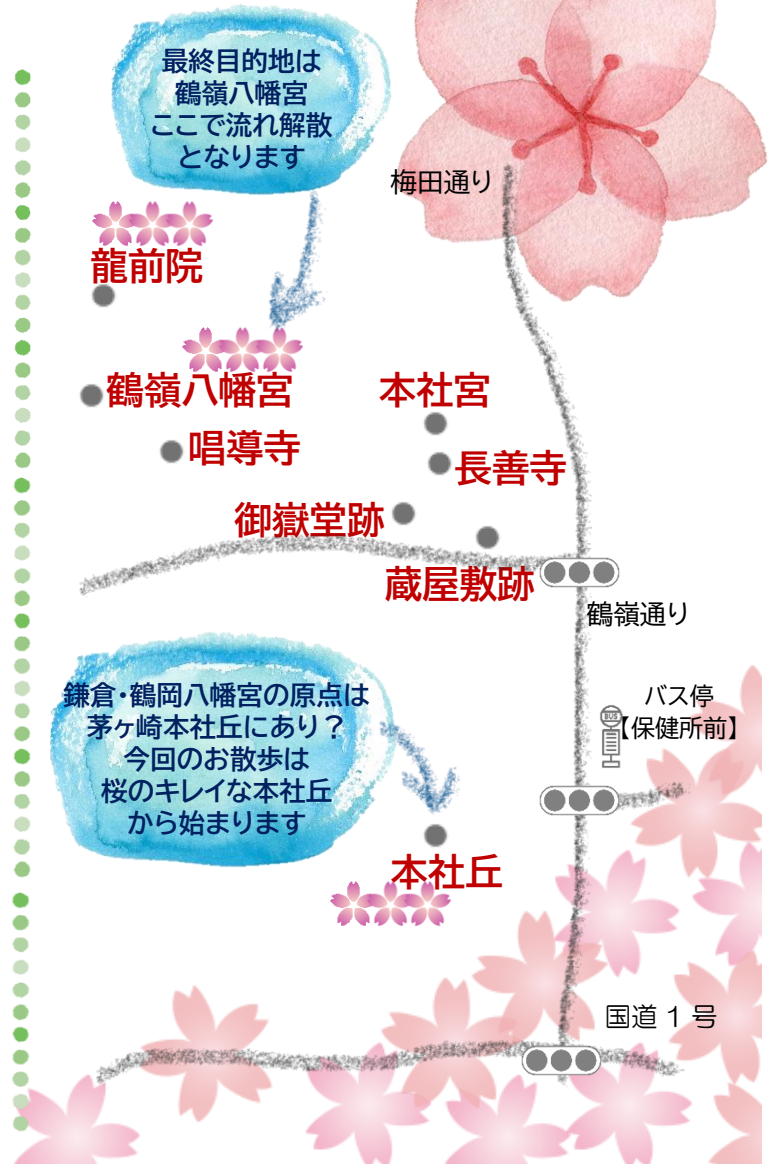 最終目的地は
鶴嶺八幡宮
ここで流れ解散
となります
梅田通り
龍前院
鶴嶺八幡宮
本社宮
唱導寺
長善寺
御嶽堂跡
蔵屋敷跡
鶴嶺通り
鎌倉・鶴岡八幡宮の原点は
茅ヶ崎本社丘にあり？
今回のお散歩は
桜のキレイな本社丘
から始まります
バス停
【保健所前】
BUS
本社丘
国道 1 号